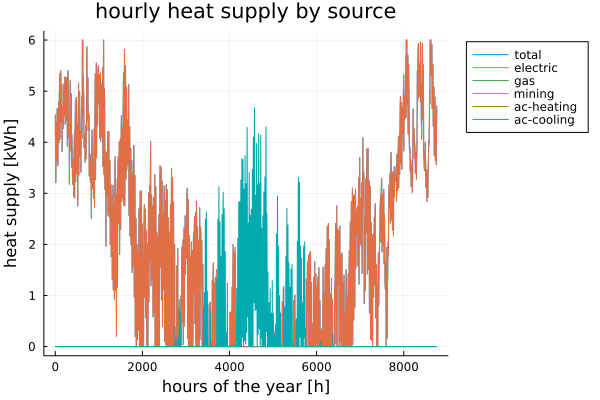 hourly heat supply by source
heat supply [kWh]
6
5
4
3
2
1
0
0 2000 4000 6000 8000
hours of the year [h]
total
electric
gas
mining
ac-heating
ac-cooling